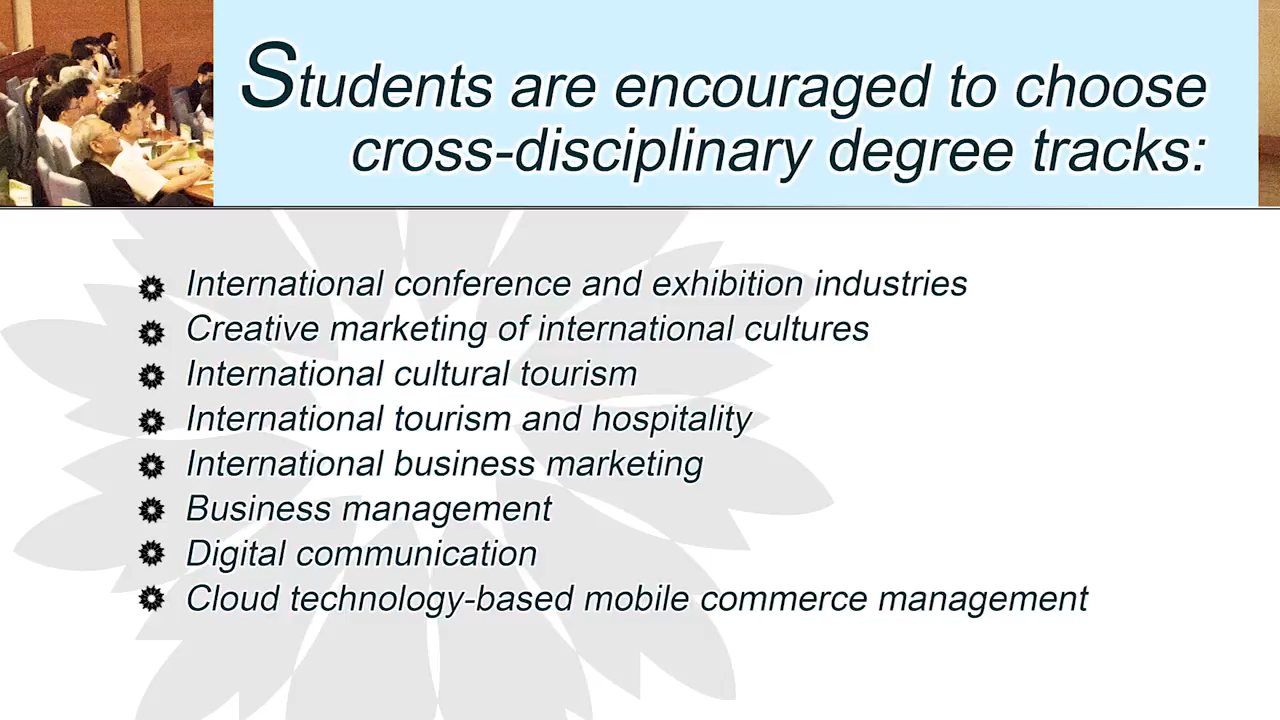 Students are encouraged to choose
cross-disciplinary degree tracks:
International conference and exhibition industries
Creative marketing of international cultures
International cultural tourism
International tourism and hospitality
International business marketing
Business management
Digital communication
Cloud technology-based mobile commerce management